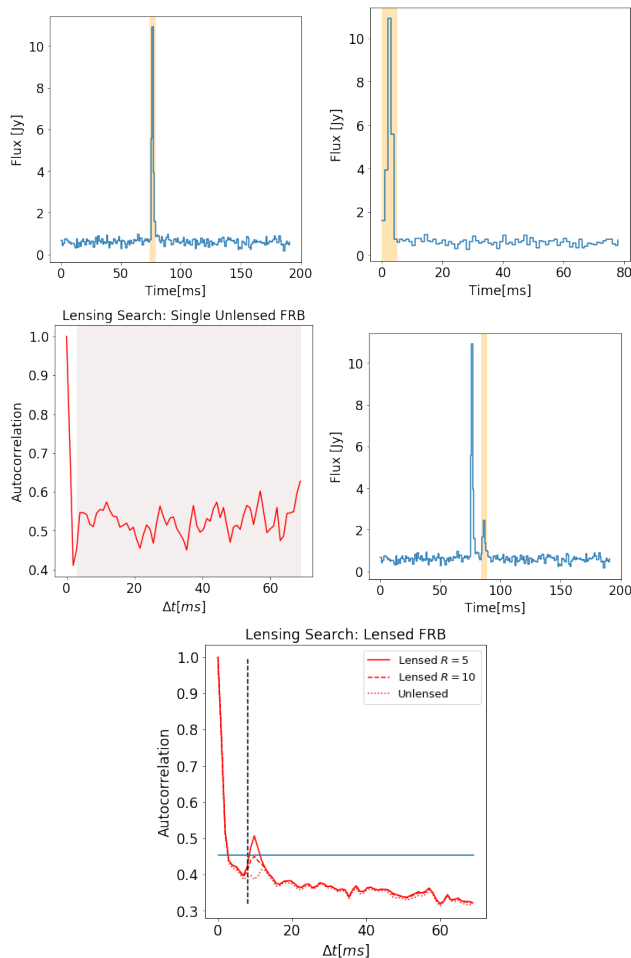 10
8
6
4
2
0
Flux [Jy]
0 50 100 150 200
Time[ms]
10
8
6
4
2
0
Flux [Jy]
0 20 40 60 80
Time[ms]
Lensing Search: Single Unlensed FRB
1.0
0.9
0.8
0.7
0.6
0.5
0.4
Autocorrelation
0 20 40 60
Δt[ms]
10
8
6
4
2
0
Flux [Jy]
0 50 100 150 200
Time[ms]
Lensing Search: Lensed FRB
1.0
0.9
0.8
0.7
0.6
0.5
0.4
0.3
Autocorrelation
Lensed R = 5
Lensed R = 10
Unlensed
0 20 40 60
Δt[ms]